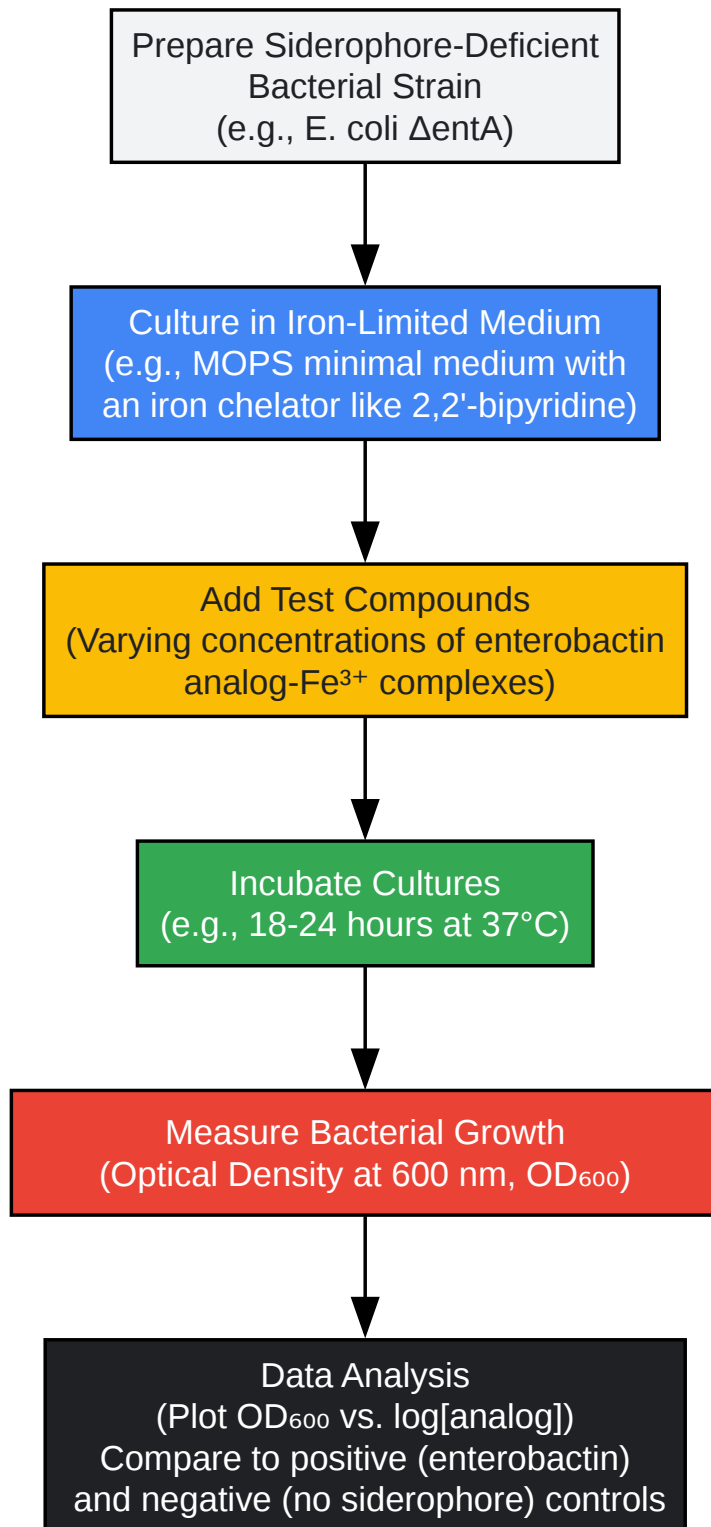 Prepare Siderophore-Deficient
Bacterial Strain
(e.g., E. coli ΔentA)
Culture in Iron-Limited Medium
(e.g., MOPS minimal medium with
an iron chelator like 2,2'-bipyridine)
Add Test Compounds
(Varying concentrations of enterobactin
analog-Fe³⁺ complexes)
Incubate Cultures
(e.g., 18-24 hours at 37°C)
Measure Bacterial Growth
(Optical Density at 600 nm, OD₆₀₀)
Data Analysis
(Plot OD₆₀₀ vs. log[analog])
Compare to positive (enterobactin)
and negative (no siderophore) controls